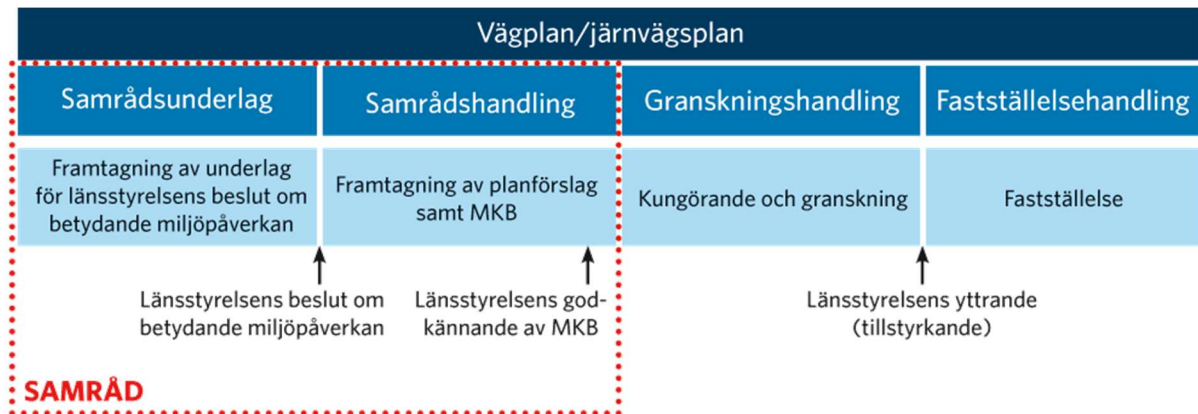 Vägplan/järnvägsplan
Samrådsunderlag
Samrådshandling
Granskningshandling
Fastställelsehandling
Framtagning av underlag
för länsstyrelsens beslut om
betydande miljöpåverkan
Framtagning av planförslag
samt MKB
Kungörande och granskning
Fastställelse
Länsstyrelsens beslut om
betydande miljöpåverkan
Länsstyrelsens god-
kännande av MKB
Länsstyrelsens yttrande
(tillstyrkande)
SAMRÅD